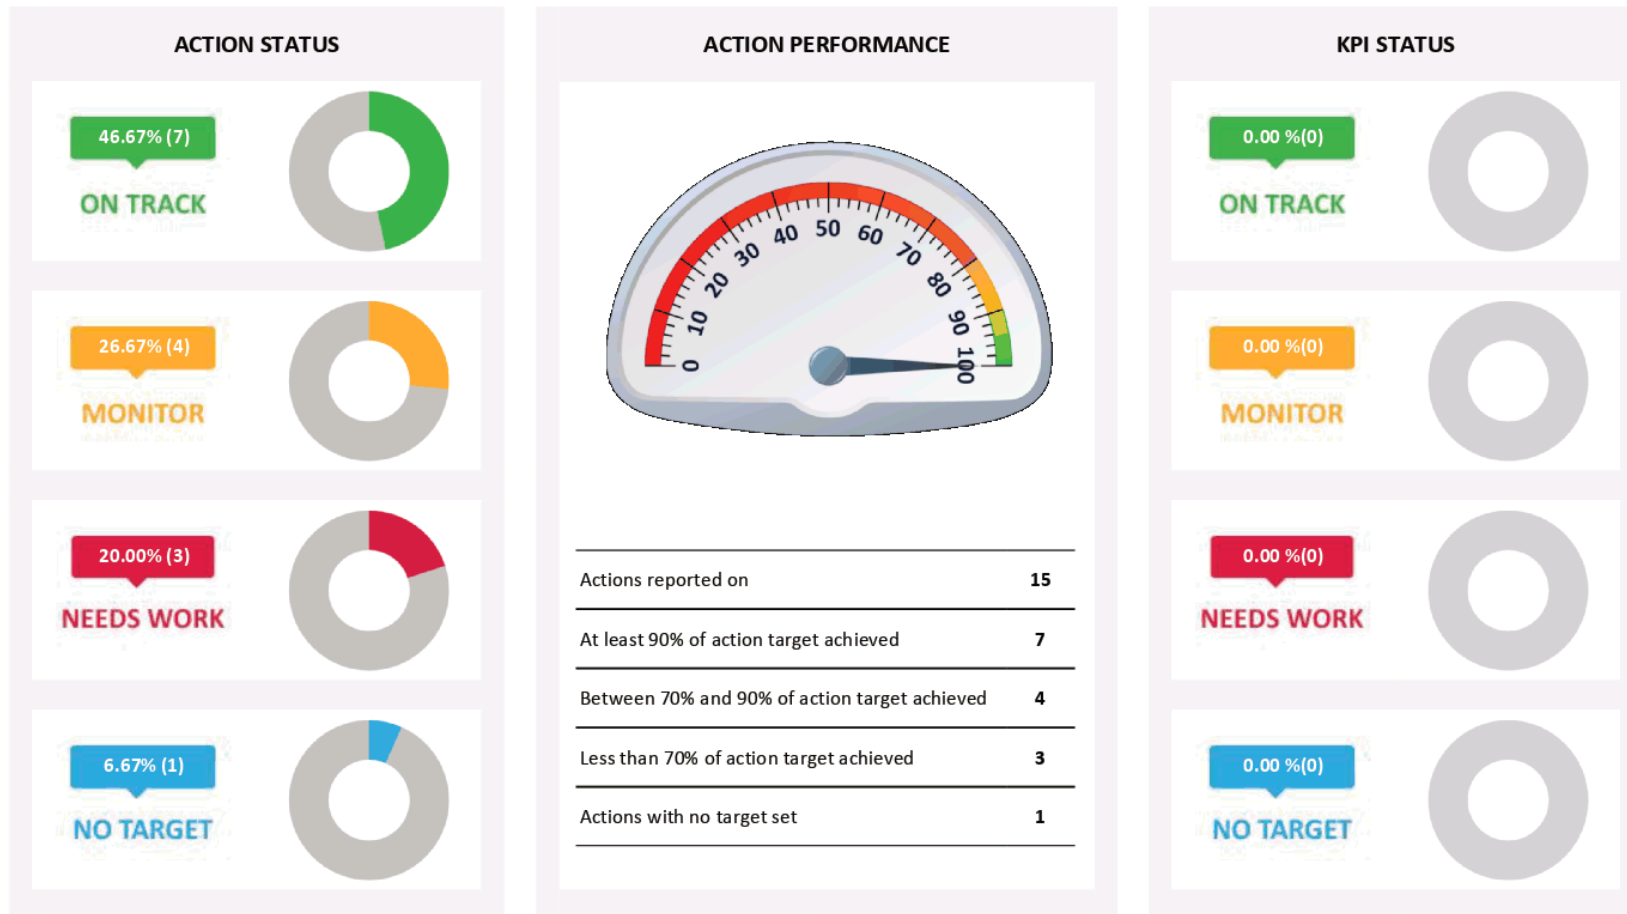 ACTION STATUS
46.67% (7)
ON TRACK
26.67% (4)
MONITOR
20.00% (3)
NEEDS WORK
6.67% (1)
NO TARGET
ACTION PERFORMANCE
0
10
20
30
40
50
60
70
80
90
100
Actions reported on 15
At least 90% of action target achieved 7
Between 70% and 90% of action target achieved 4
Less than 70% of action target achieved 3
Actions with no target set 1
KPI STATUS
0.00 %(0)
ON TRACK
0.00 %(0)
MONITOR
0.00 %(0)
NEEDS WORK
0.00 %(0)
NO TARGET